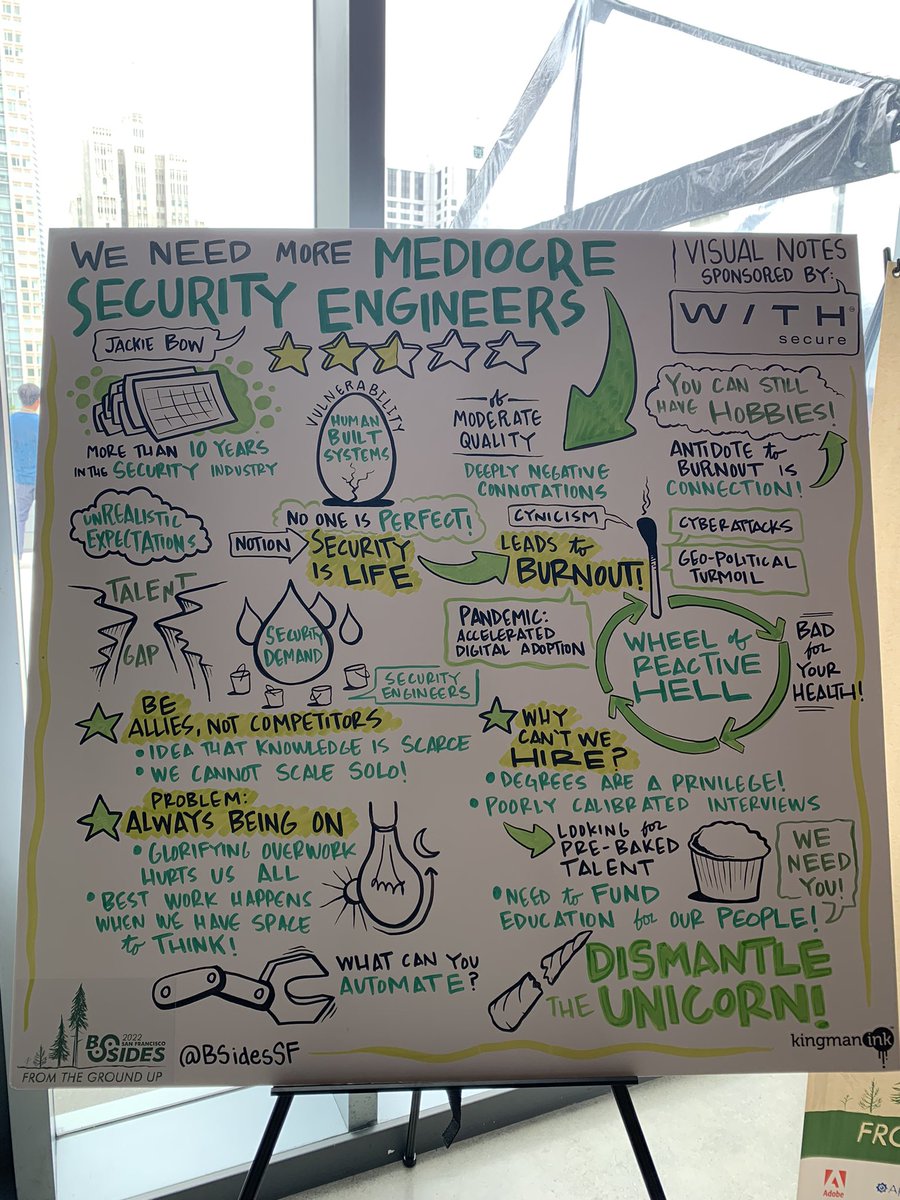 WE NEED MORE MEDIOCRE
SECURITY ENGINEERS
VISUAL NOTES
SPONSORED BY:
W/TH
secure
JACKIE BOW
MORE THAN 10 YEARS
IN THE SECURITY INDUSTRY
VULNERABILITY
HUMAN
BUILT
SYSTEMS
NO ONE IS PERFECT!
of
MODERATE
QUALITY
DEEPLY NEGATIVE
CONNOTATIONS
YOU CAN STILL
HAVE HOBBIES!
ANTIDOTE to
BURNOUT IS
CONNECTION!
UNREALISTIC
EXPECTATIONS
NOTION
SECURITY
IS LIFE
LEADS to
BURNOUT!
CYNICISM
CYBERATTACKS
GEO-POLITICAL
TURMOIL
PANDEMIC:
ACCELERATED
DIGITAL ADOPTION
TALENT
GAP
SECURITY
DEMAND
SECURITY
ENGINEERS
WHEEL of
REACTIVE
HELL
BAD
for
YOUR
HEALTH!
BE
ALLIES, NOT COMPETITORS
• IDEA THAT KNOWLEDGE IS SCARCE
• WE CANNOT SCALE SOLO!
PROBLEM:
ALWAYS BEING ON
• GLORIFYING OVERWORK
HURTS US ALL
• BEST WORK HAPPENS
WHEN WE HAVE SPACE
to THINK!
WHAT CAN YOU
AUTOMATE?
WHY
CAN'T WE
HIRE?
• DEGREES ARE A PRIVILEGE!
• POORLY CALIBRATED INTERVIEWS
LOOKING for
PRE-BAKED
TALENT
• NEED to FUND
EDUCATION for OUR PEOPLE!
WE
NEED
YOU!
DISMANTLE
THE UNICORN!
2022
SAN FRANCISCO
BSIDES
FROM THE GROUND UP
@BSidesSF
kingman ink
TM
FRO
Adobe